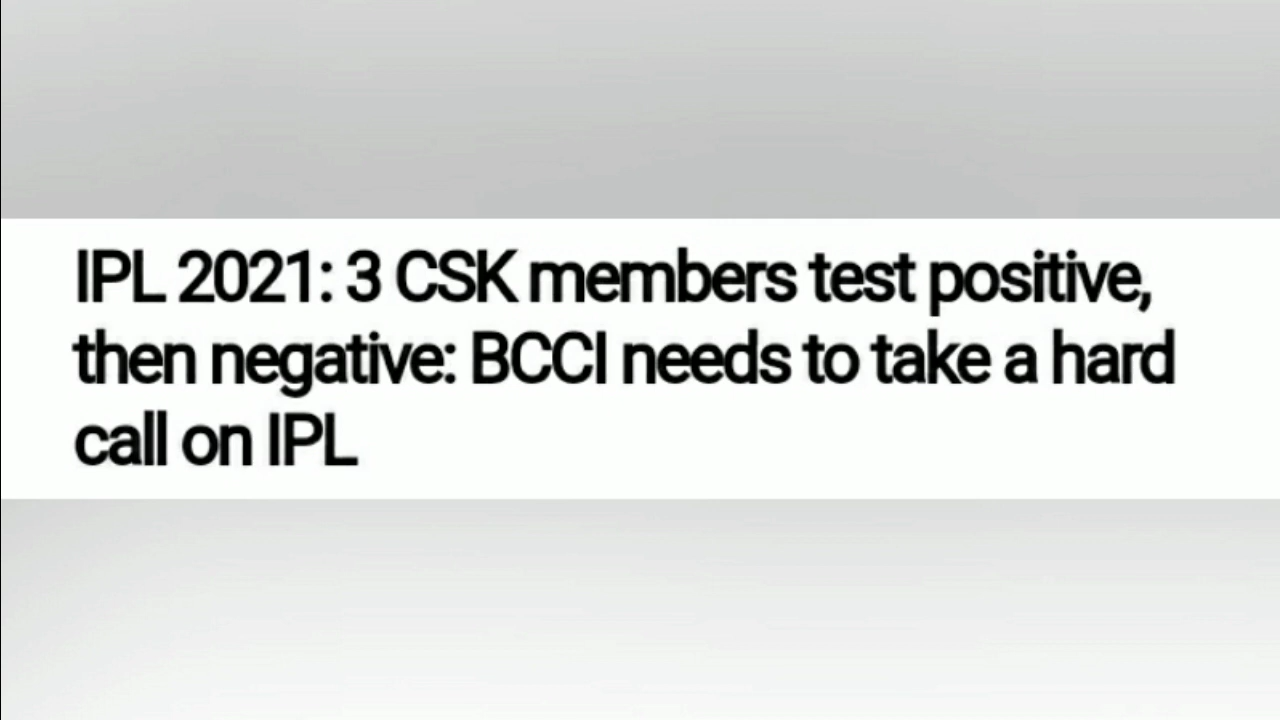 IPL 2021: 3 CSK members test positive,
then negative: BCCI needs to take a hard
call on IPL